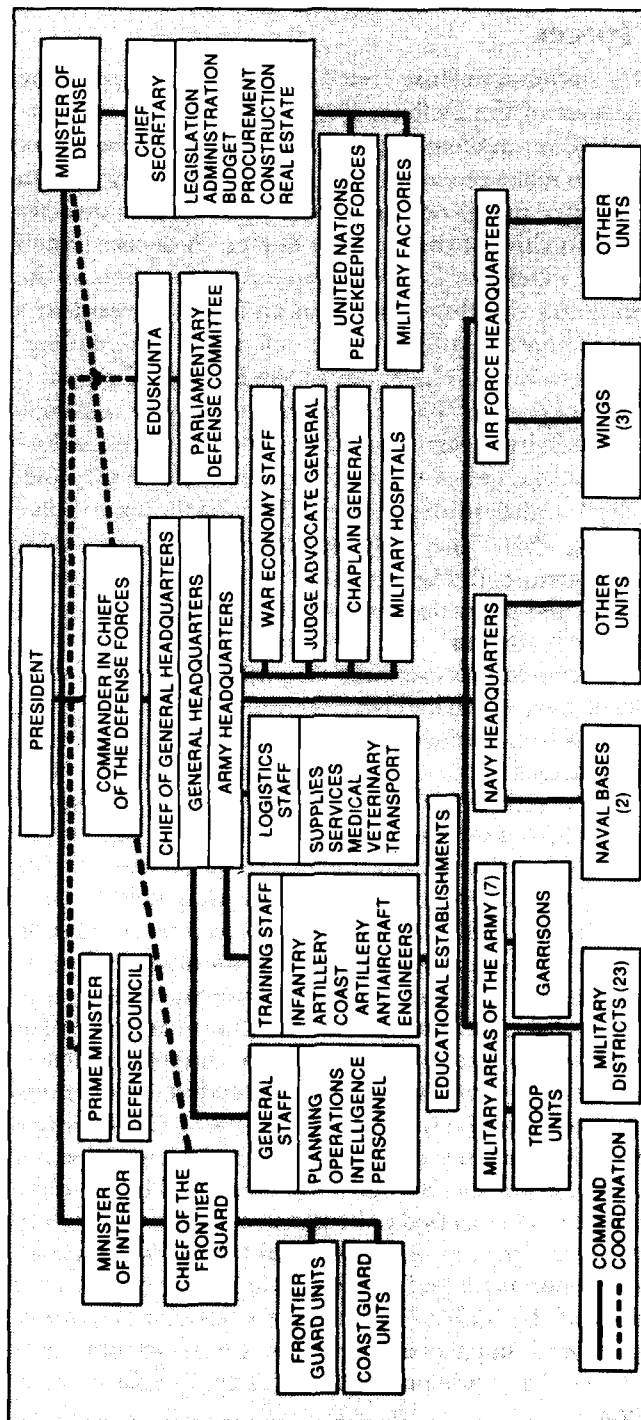 PRESIDENT
MINISTER
OF INTERIOR
PRIME MINISTER
DEFENSE COUNCIL
COMMANDER IN CHIEF
OF THE DEFENSE FORCES
MINISTER OF
DEFENSE
CHIEF OF THE
FRONTIER
GUARD
EDUSKUNTA
PARLIAMENTARY
DEFENSE COMMITTEE
CHIEF
SECRETARY
LEGISLATION
ADMINISTRATION
BUDGET
PROCUREMENT
CONSTRUCTION
REAL ESTATE
CHIEF OF GENERAL HEADQUARTERS
GENERAL HEADQUARTERS
ARMY HEADQUARTERS
FRONTIER
GUARD UNITS
COAST GUARD
UNITS
GENERAL
STAFF
PLANNING
OPERATIONS
INTELLIGENCE
PERSONNEL
TRAINING STAFF
INFANTRY
ARTILLERY
COAST
ARTILLERY
ANTIAIRCRAFT
ENGINEERS
LOGISTICS
STAFF
SUPPLIES
SERVICES
MEDICAL
VETERINARY
TRANSPORT
WAR ECONOMY STAFF
JUDGE ADVOCATE GENERAL
CHAPLAIN GENERAL
MILITARY HOSPITALS
UNITED NATIONS
PEACEKEEPING FORCES
MILITARY FACTORIES
EDUCATIONAL ESTABLISHMENTS
MILITARY AREAS OF THE ARMY (7)
NAVY HEADQUARTERS
AIR FORCE HEADQUARTERS
TROOP
UNITS
GARRISONS
MILITARY
DISTRICTS (23)
NAVAL BASES
(2)
OTHER
UNITS
WINGS
(3)
OTHER
UNITS
COMMAND
COORDINATION